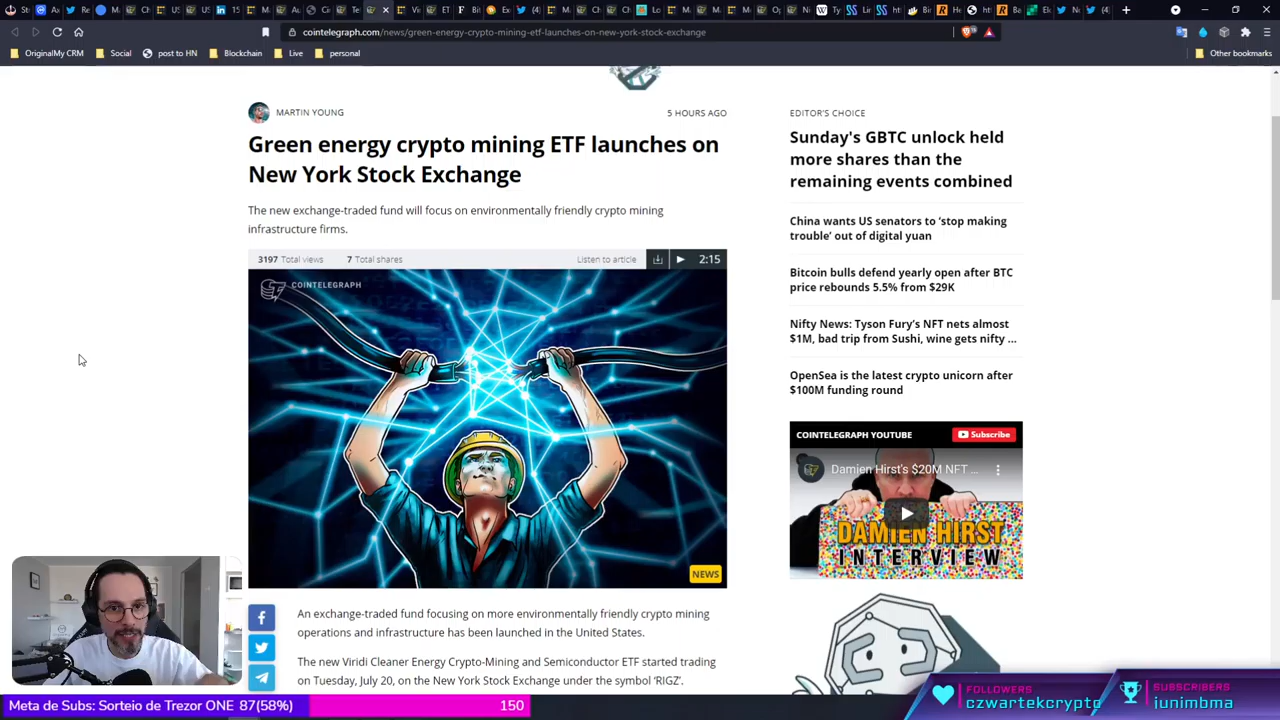 cointelegraph.com/news/green-energy-crypto-mining-etf-launches-on-new-york-stock-exchange
OriginalMy CRM
Social
post to HN
Blockchain
Live
personal
Other bookmarks
MARTIN YOUNG
5 HOURS AGO
Green energy crypto mining ETF launches on
New York Stock Exchange
The new exchange-traded fund will focus on environmentally friendly crypto mining
infrastructure firms.
3197 Total views
7 Total shares
Listen to article
2:15
COINTELEGRAPH
NEWS
An exchange-traded fund focusing on more environmentally friendly crypto mining
operations and infrastructure has been launched in the United States.
The new Viridi Cleaner Energy Crypto-Mining and Semiconductor ETF started trading
on Tuesday, July 20, on the New York Stock Exchange under the symbol ‘RIGZ’.
EDITOR’S CHOICE
Sunday's GBTC unlock held
more shares than the
remaining events combined
China wants US senators to ‘stop making
trouble’ out of digital yuan
Bitcoin bulls defend yearly open after BTC
price rebounds 5.5% from $29K
Nifty News: Tyson Fury’s NFT nets almost
$1M, bad trip from Sushi, wine gets nifty ...
OpenSea is the latest crypto unicorn after
$100M funding round
COINTELEGRAPH YOUTUBE
Subscribe
Damien Hirst's $20M NFT ...
DAMIEN HIRST
INTERVIEW
Meta de Subs: Sorteio de Trezor ONE 87(58%)
150
FOLLOWERS
czwartekcrypto
SUBSCRIBERS
junimbma